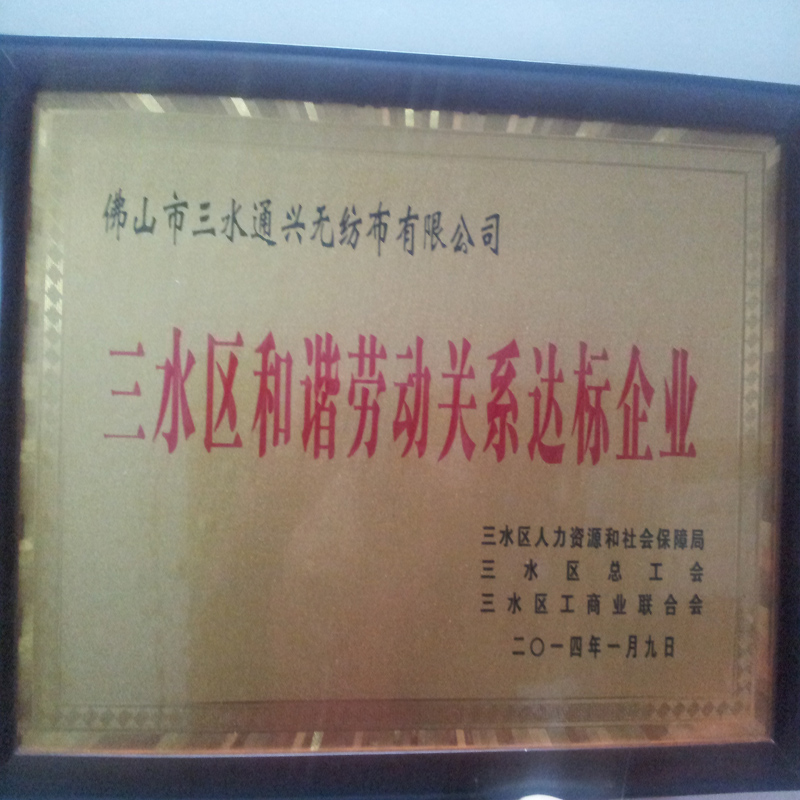 佛山市三水通兴无纺布有限公司
三水区和谐劳动关系达标企业
三水区人力资源和社会保障局
三水区总工会
三水区工商业联合会
二〇一四年一月九日